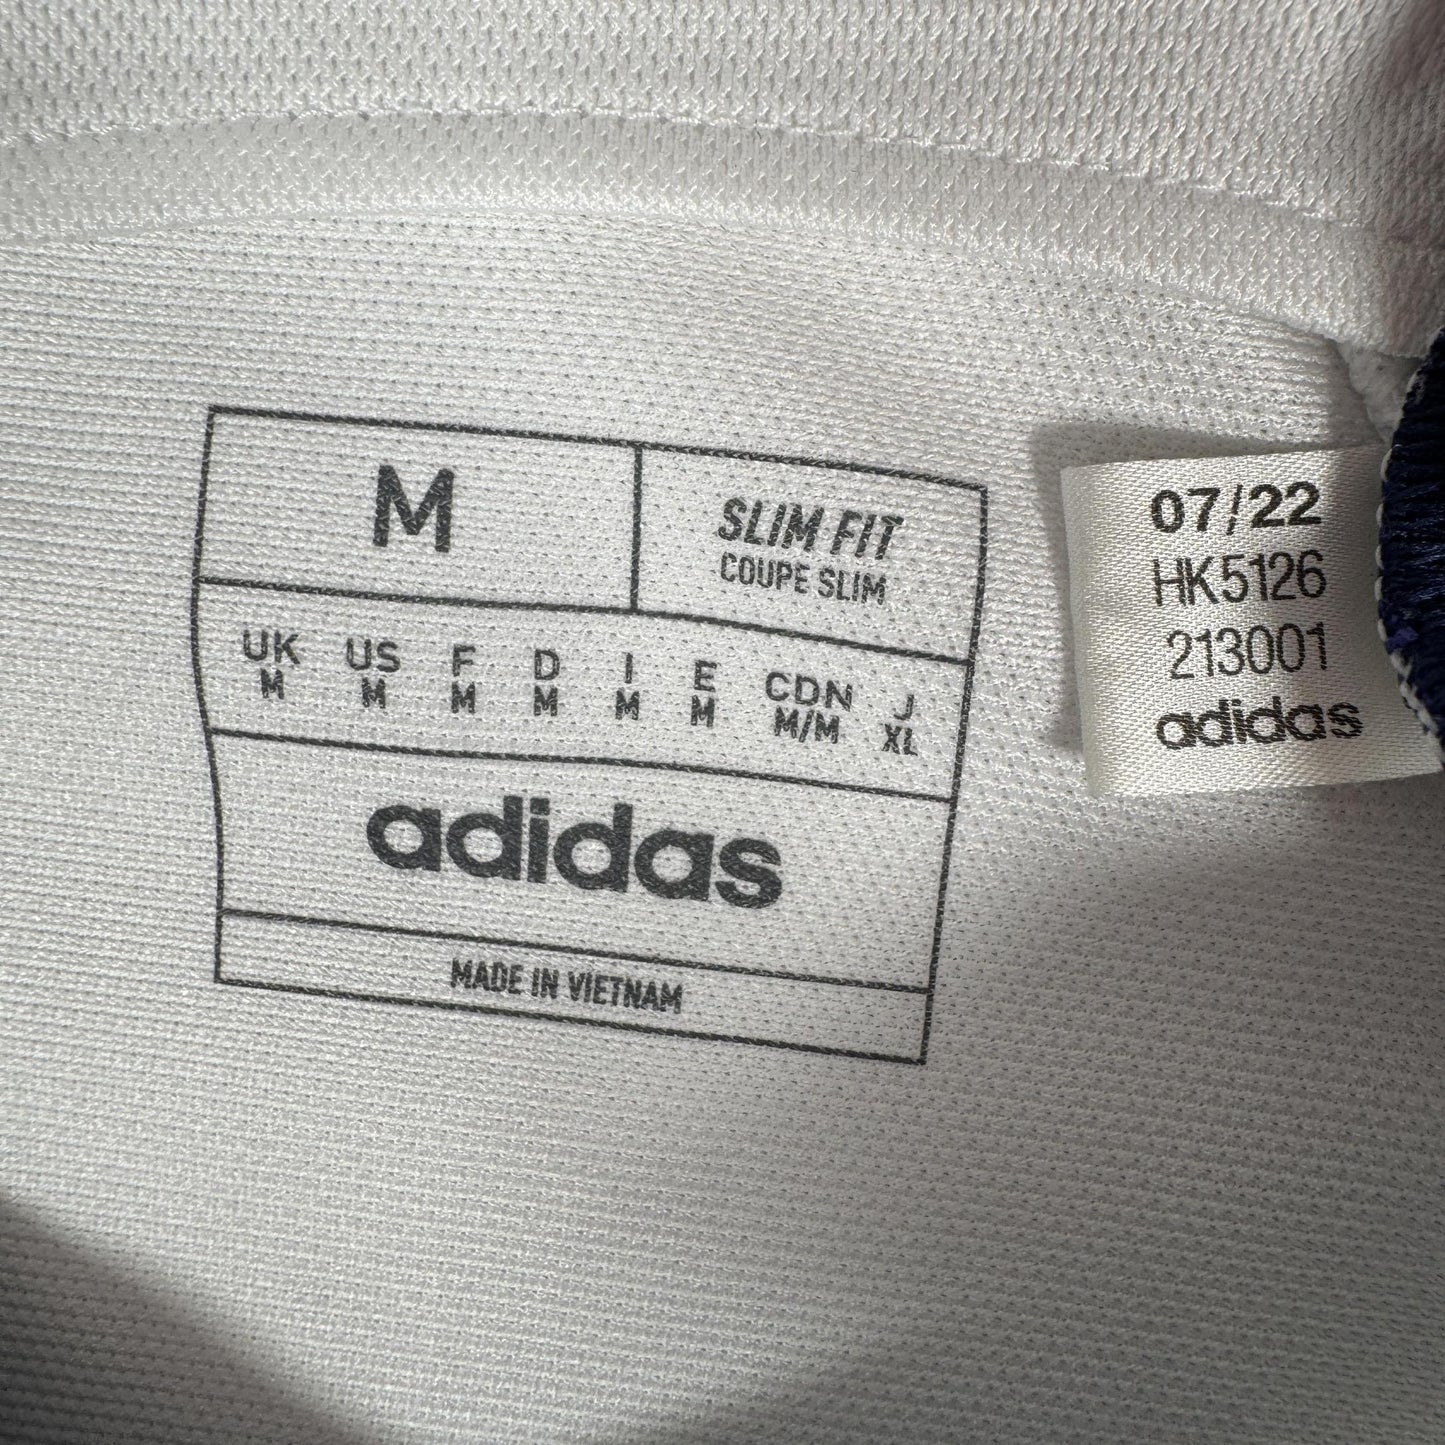 M
SLIM FIT
COUPE SLIM
UK US F D I E CDN J
M M M M M M M/M XL
adidas
MADE IN VIETNAM
07/22
HK5126
213001
adidas